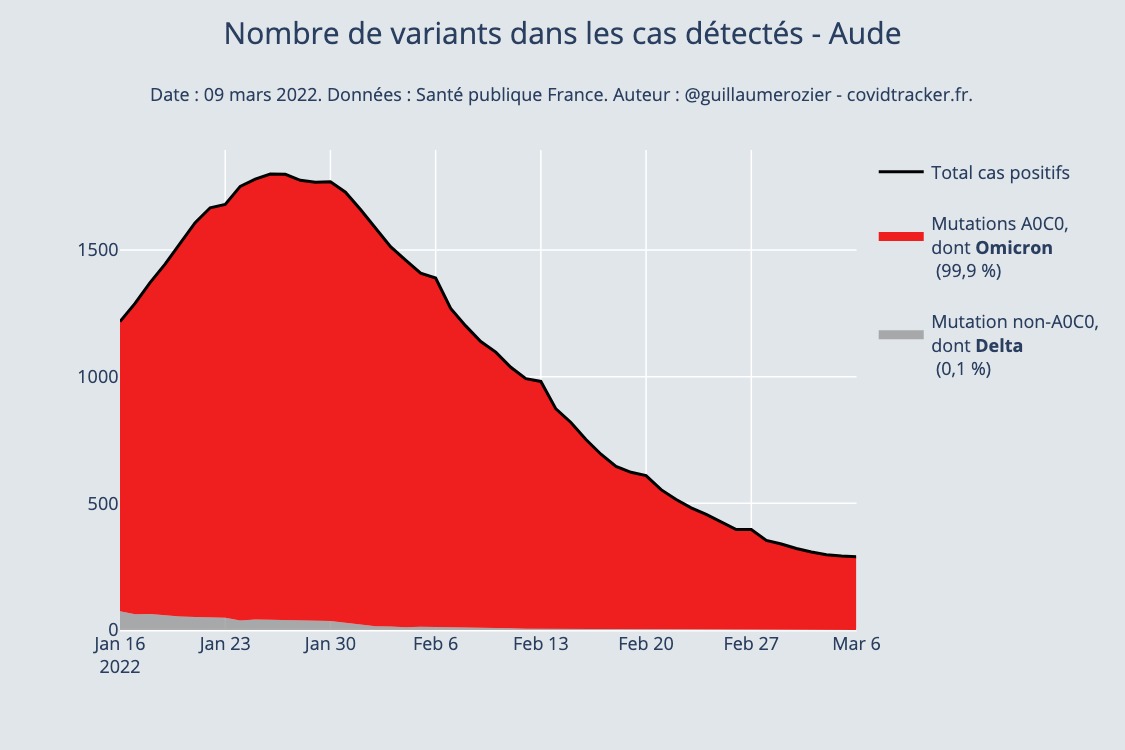 Nombre de variants dans les cas détectés - Aude
Date : 09 mars 2022. Données : Santé publique France. Auteur : @guillaumerozier - covidtracker.fr.
Total cas positifs
Mutations A0C0,
dont Omicron
(99,9 %)
Mutation non-A0C0,
dont Delta
(0,1 %)
1500
1000
500
0
Jan 16 Jan 23 Jan 30 Feb 6 Feb 13 Feb 20 Feb 27 Mar 6
2022